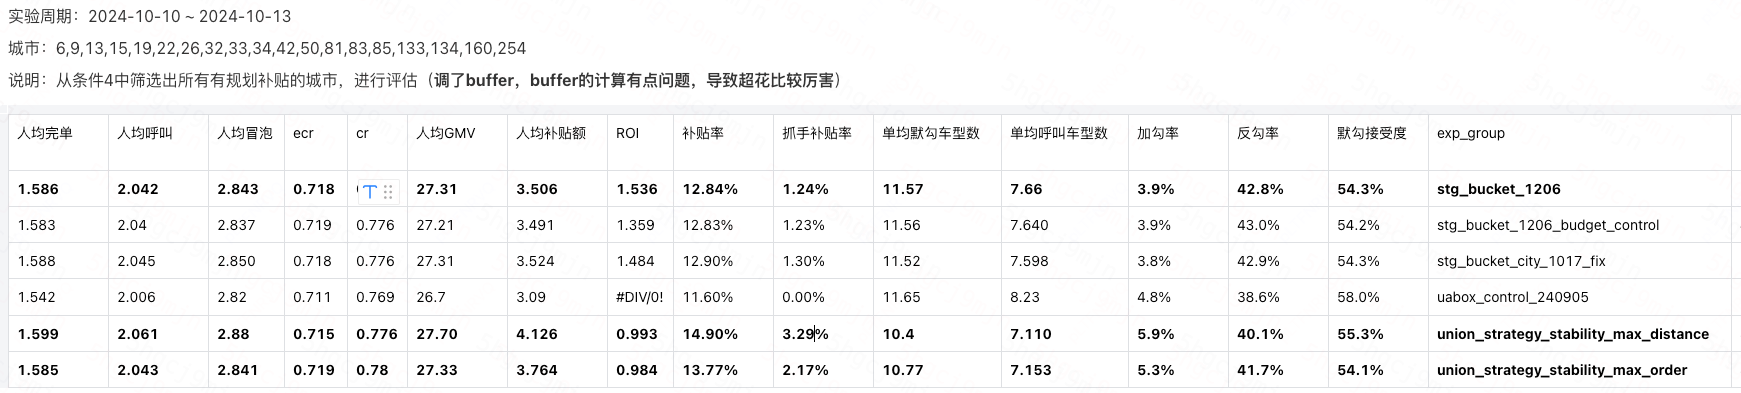 实验周期：2024-10-10 ~ 2024-10-13
城市：6,9,13,15,19,22,26,32,33,34,42,50,81,83,85,133,134,160,254
说明：从条件4中筛选出所有有规划补贴的城市，进行评估（调了buffer，buffer的计算有点问题，导致超花比较厉害）
人均完单 人均呼叫 人均冒泡 ecr cr 人均GMV 人均补贴额 ROI 补贴率 抓手补贴率 单均默勾车型数 单均呼叫车型数 加勾率 反勾率 默勾接受度 exp_group
1.586 2.042 2.843 0.718 27.31 3.506 1.536 12.84% 1.24% 11.57 7.66 3.9% 42.8% 54.3% stg_bucket_1206
1.583 2.04 2.837 0.719 0.776 27.21 3.491 1.359 12.83% 1.23% 11.56 7.640 3.9% 43.0% 54.2% stg_bucket_1206_budget_control
1.588 2.045 2.850 0.718 0.776 27.31 3.524 1.484 12.90% 1.30% 11.52 7.598 3.8% 42.9% 54.3% stg_bucket_city_1017_fix
1.542 2.006 2.82 0.711 0.769 26.7 3.09 #DIV/0! 11.60% 0.00% 11.65 8.23 4.8% 38.6% 58.0% uabox_control_240905
1.599 2.061 2.88 0.715 0.776 27.70 4.126 0.993 14.90% 3.29% 10.4 7.110 5.9% 40.1% 55.3% union_strategy_stability_max_distance
1.585 2.043 2.841 0.719 0.78 27.33 3.764 0.984 13.77% 2.17% 10.77 7.153 5.3% 41.7% 54.1% union_strategy_stability_max_order